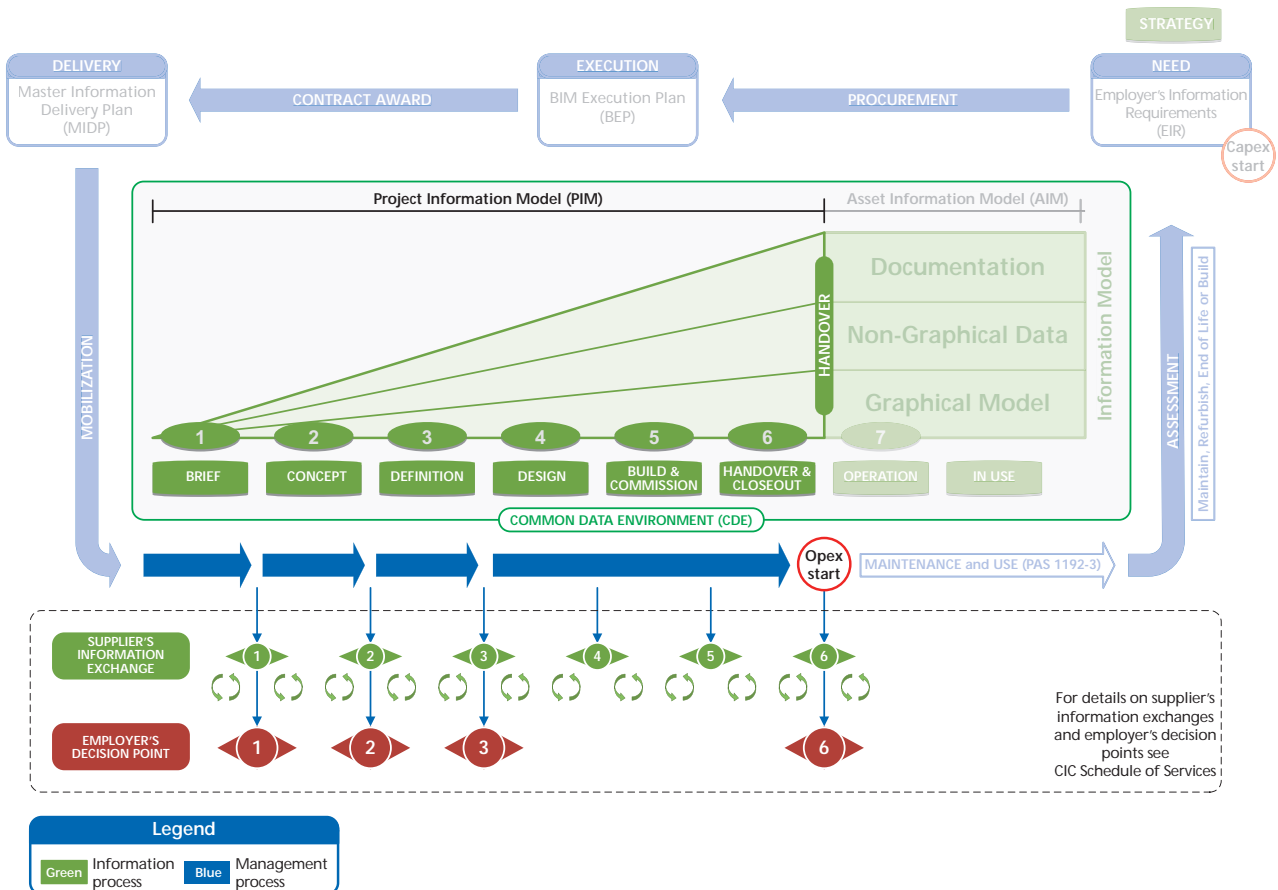 STRATEGY
DELIVERY
Master Information
Delivery Plan
(MIDP)
CONTRACT AWARD
EXECUTION
BIM Execution Plan
(BEP)
PROCUREMENT
NEED
Employer's Information
Requirements
(EIR)
Capex
start
MOBILIZATION
Project Information Model (PIM)
Asset Information Model (AIM)
Documentation
Non-Graphical Data
Graphical Model
HANDOVER
Information Model
ASSESSMENT
Maintain, Refurbish, End of Life or Build
1
2
3
4
5
6
7
BRIEF
CONCEPT
DEFINITION
DESIGN
BUILD &
COMMISSION
HANDOVER &
CLOSEOUT
OPERATION
IN USE
COMMON DATA ENVIRONMENT (CDE)
Opex
start
MAINTENANCE and USE (PAS 1192-3)
SUPPLIER'S
INFORMATION
EXCHANGE
1
2
3
4
5
6
EMPLOYER'S
DECISION POINT
1
2
3
6
For details on supplier's
information exchanges
and employer's decision
points see
CIC Schedule of Services
Legend
Green
Information
process
Blue
Management
process